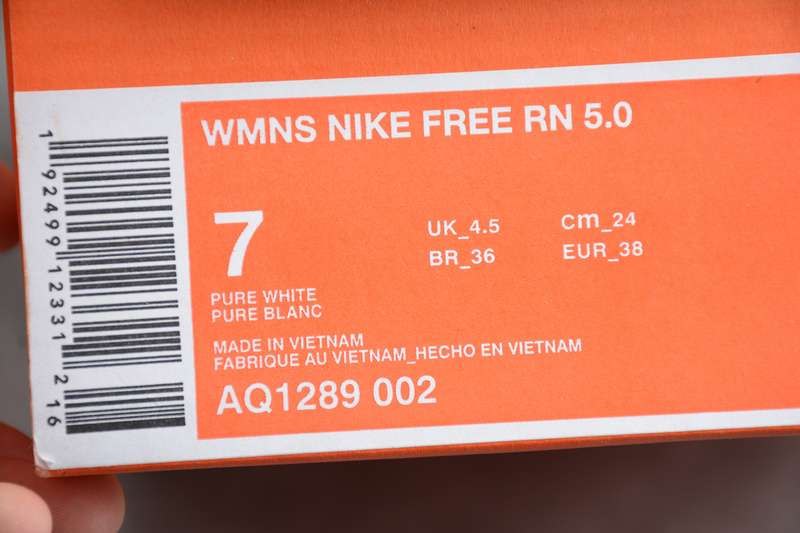 WMNS NIKE FREE RN 5.0
7
UK_4.5 cm_24
BR_36 EUR_38
PURE WHITE
PURE BLANC
MADE IN VIETNAM
FABRIQUE AU VIETNAM_HECHO EN VIETNAM
AQ1289 002
1 92499 12331 2 16